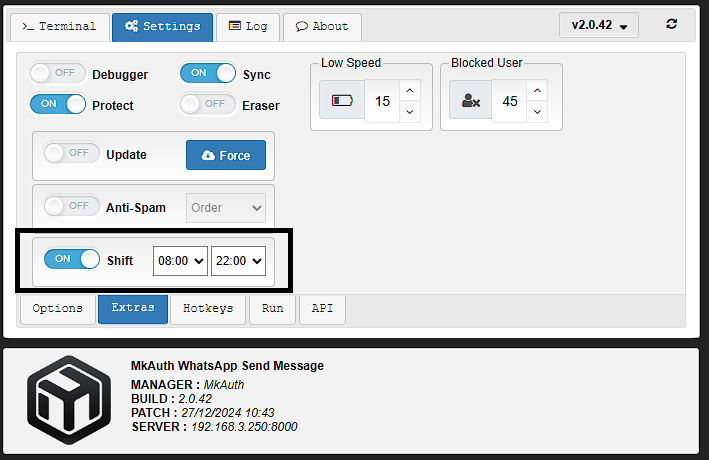 >_ Terminal Settings Log About v2.0.42
OFF Debugger ON Sync
ON Protect OFF Eraser
Low Speed Blocked User
15 45
OFF Update Force
OFF Anti-Spam Order
ON Shift 08:00 22:00
Options Extras Hotkeys Run API
MkAuth WhatsApp Send Message
MANAGER : MkAuth
BUILD : 2.0.42
PATCH : 27/12/2024 10:43
SERVER : 192.168.3.250:8000